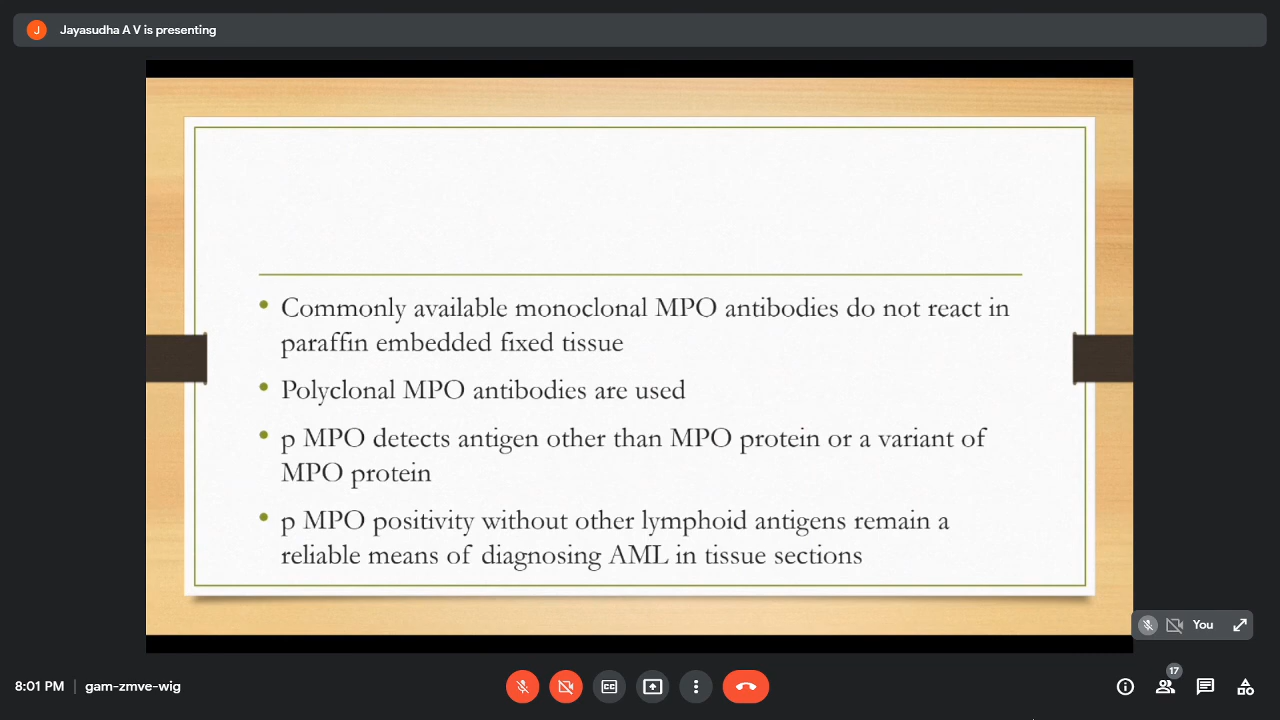 J Jayasudha A V is presenting
• Commonly available monoclonal MPO antibodies do not react in
paraffin embedded fixed tissue
• Polyclonal MPO antibodies are used
• p MPO detects antigen other than MPO protein or a variant of
MPO protein
• p MPO positivity without other lymphoid antigens remain a
reliable means of diagnosing AML in tissue sections
You
8:01 PM | gam-zmve-wig
CC
17